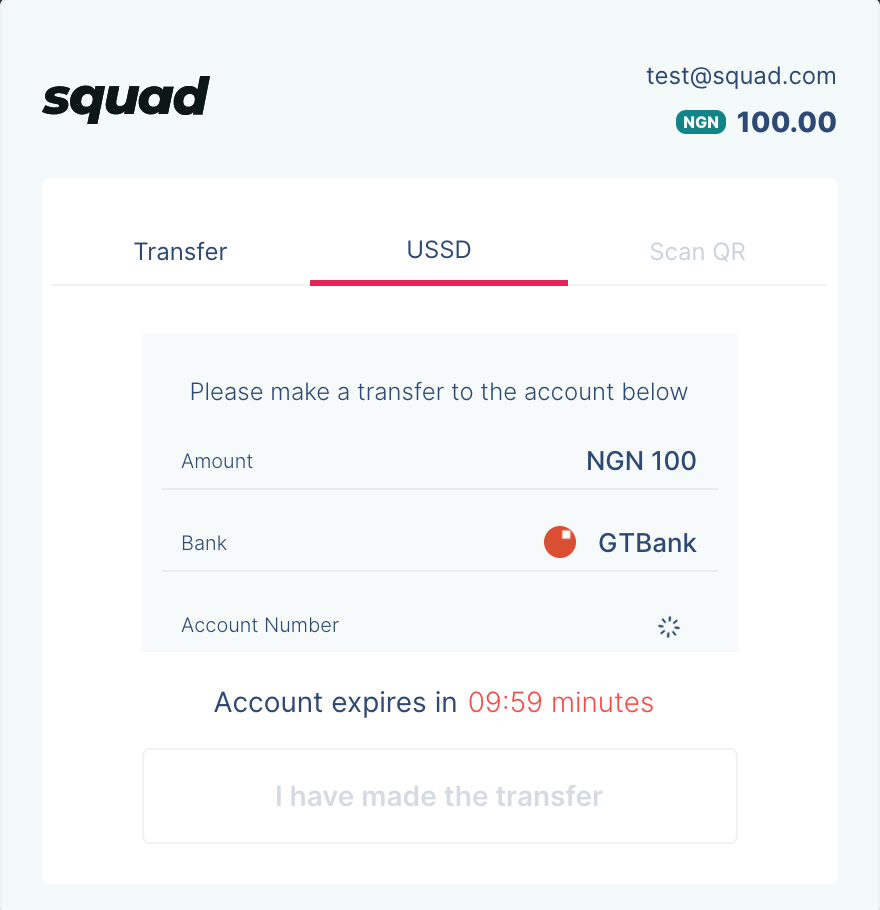 squad
test@squad.com
NGN 100.00
Transfer USSD Scan QR
Please make a transfer to the account below
Amount NGN 100
Bank GTBank
Account Number
Account expires in 09:59 minutes
I have made the transfer